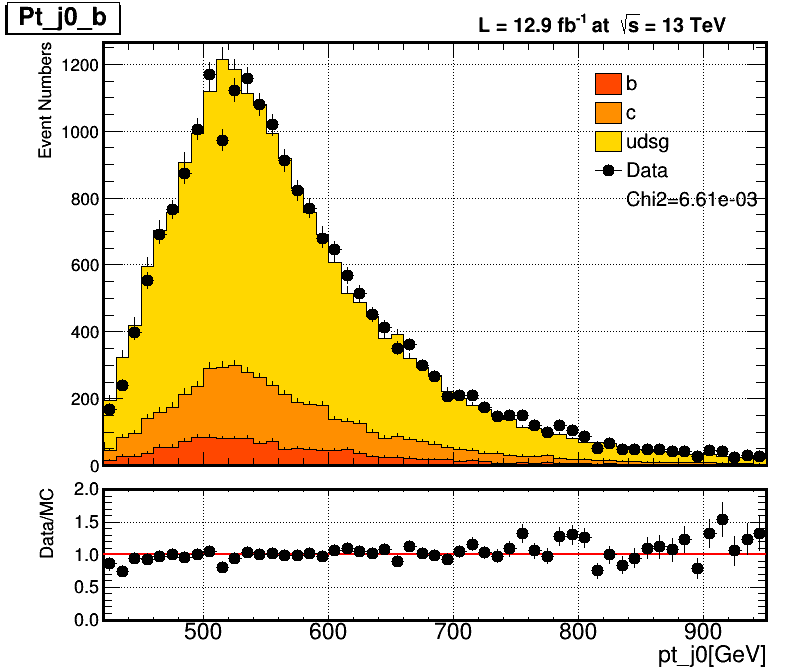 Pt_j0_b
L = 12.9 fb⁻¹ at √s = 13 TeV
Event Numbers
1200
1000
800
600
400
200
0
b
c
udsg
Data
Chi2=6.61e-03
Data/MC
2.0
1.5
1.0
0.5
0.0
500 600 700 800 900
pt_j0[GeV]